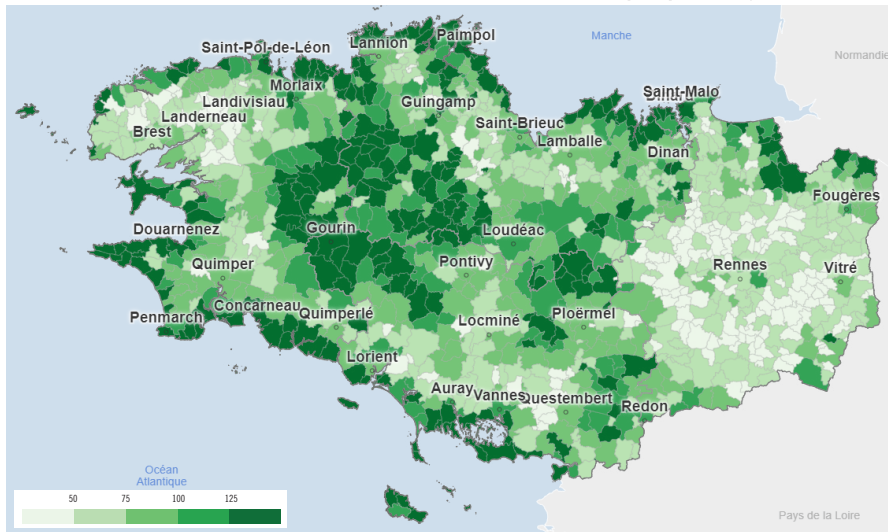 Manche
Normandie
Saint-Pol-de-Léon
Lannion
Paimpol
Morlaix
Landivisiau
Landerneau
Brest
Guingamp
Saint-Brieuc
Lamballe
Saint-Malo
Dinan
Fougères
Douarnenez
Gourin
Loudéac
Quimper
Pontivy
Rennes
Vitré
Penmarch
Concarneau
Quimperlé
Locminé
Ploërmel
Lorient
Auray
Vannes
Questembert
Redon
Océan
Atlantique
50 75 100 125
Pays de la Loire